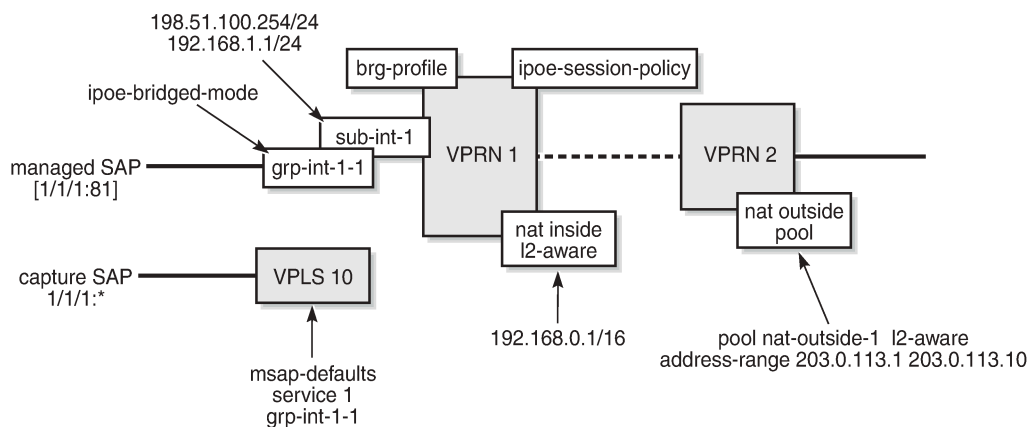 198.51.100.254/24
192.168.1.1/24
brg-profile
ipoe-session-policy
ipoe-bridged-mode
sub-int-1
VPRN 1
VPRN 2
managed SAP
[1/1/1:81]
grp-int-1-1
nat outside
pool
nat inside
l2-aware
capture SAP
1/1/1:*
VPLS 10
192.168.0.1/16
pool nat-outside-1 l2-aware
address-range 203.0.113.1 203.0.113.10
msap-defaults
service 1
grp-int-1-1